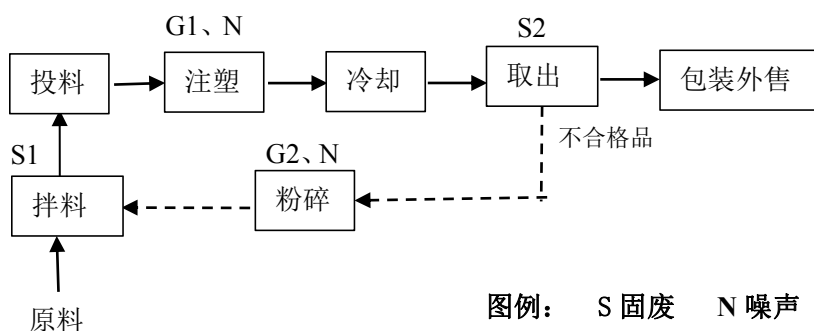 G1、N
S2
投料
注塑
冷却
取出
包装外售
不合格品
S1
G2、N
拌料
粉碎
原料
图例： S 固废 N 噪声